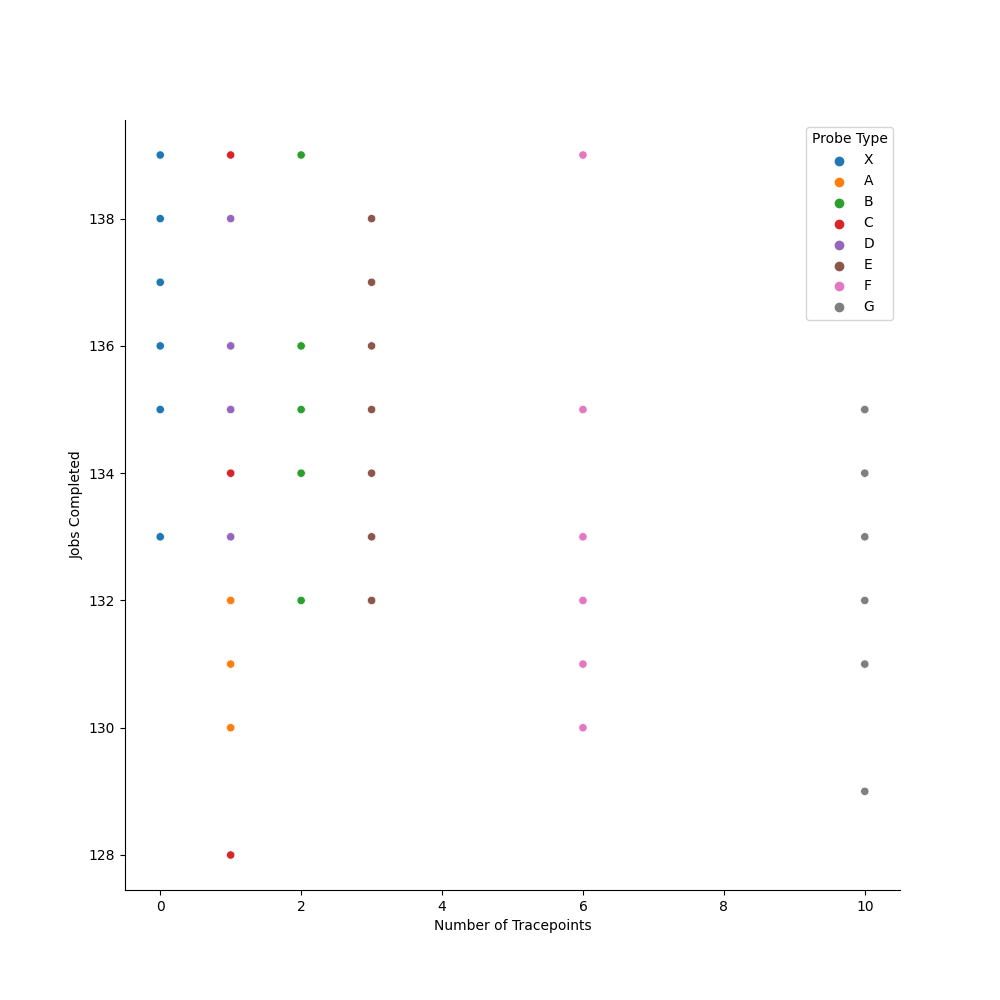 Probe Type
X
A
B
C
D
E
F
G
138
136
134
132
130
128
Jobs Completed
0 2 4 6 8 10
Number of Tracepoints